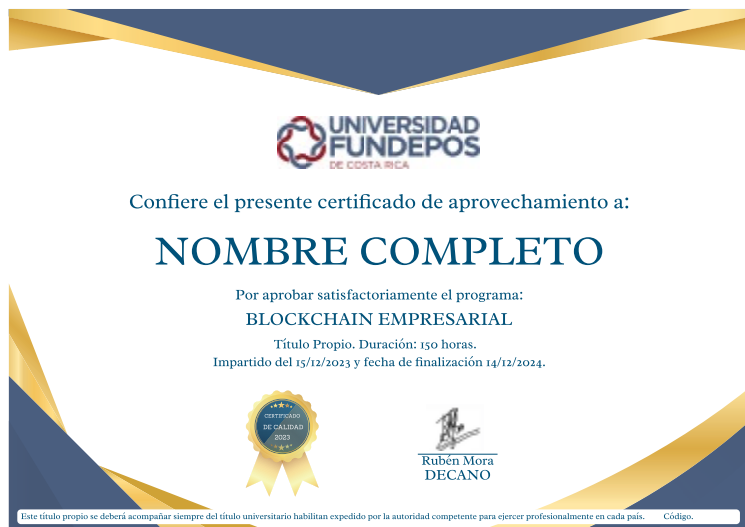 UNIVERSIDAD
FUNDEPOS
DE COSTA RICA
Confiere el presente certificado de aprovechamiento a:
NOMBRE COMPLETO
Por aprobar satisfactoriamente el programa:
BLOCKCHAIN EMPRESARIAL
Título Propio. Duración: 150 horas.
Impartido del 15/12/2023 y fecha de finalización 14/12/2024.
CERTIFICADO
DE CALIDAD
2023
Rubén Mora
DECANO
Este título propio se deberá acompañar siempre del título universitario habilitan expedido por la autoridad competente para ejercer profesionalmente en cada país. Código.